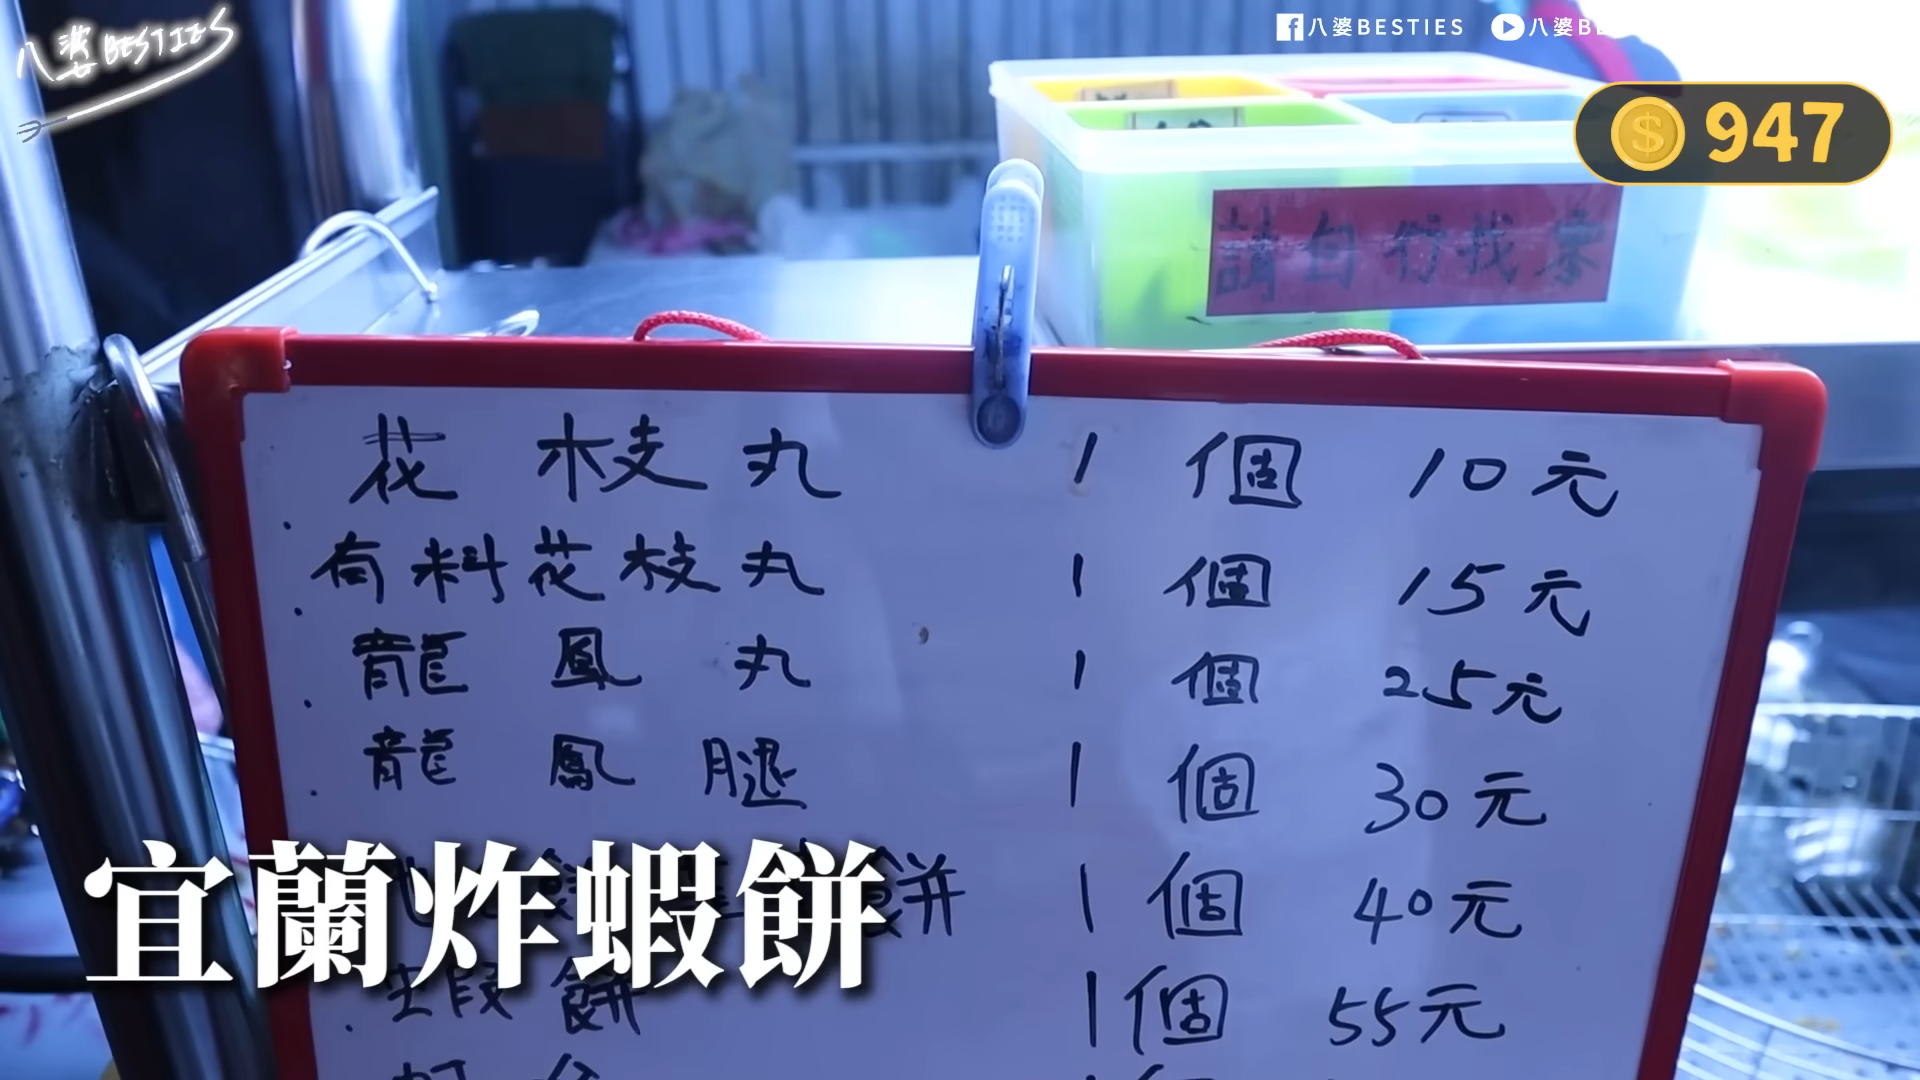 八婆BESTIES
八婆BESTIES
八婆BE
947
請自行找零
花枝丸 1個 10元
有料花枝丸 1個 15元
龍鳳丸 1個 25元
龍鳳腿 1個 30元
餅 1個 40元
宜蘭炸蝦餅
蝦餅 1個 55元